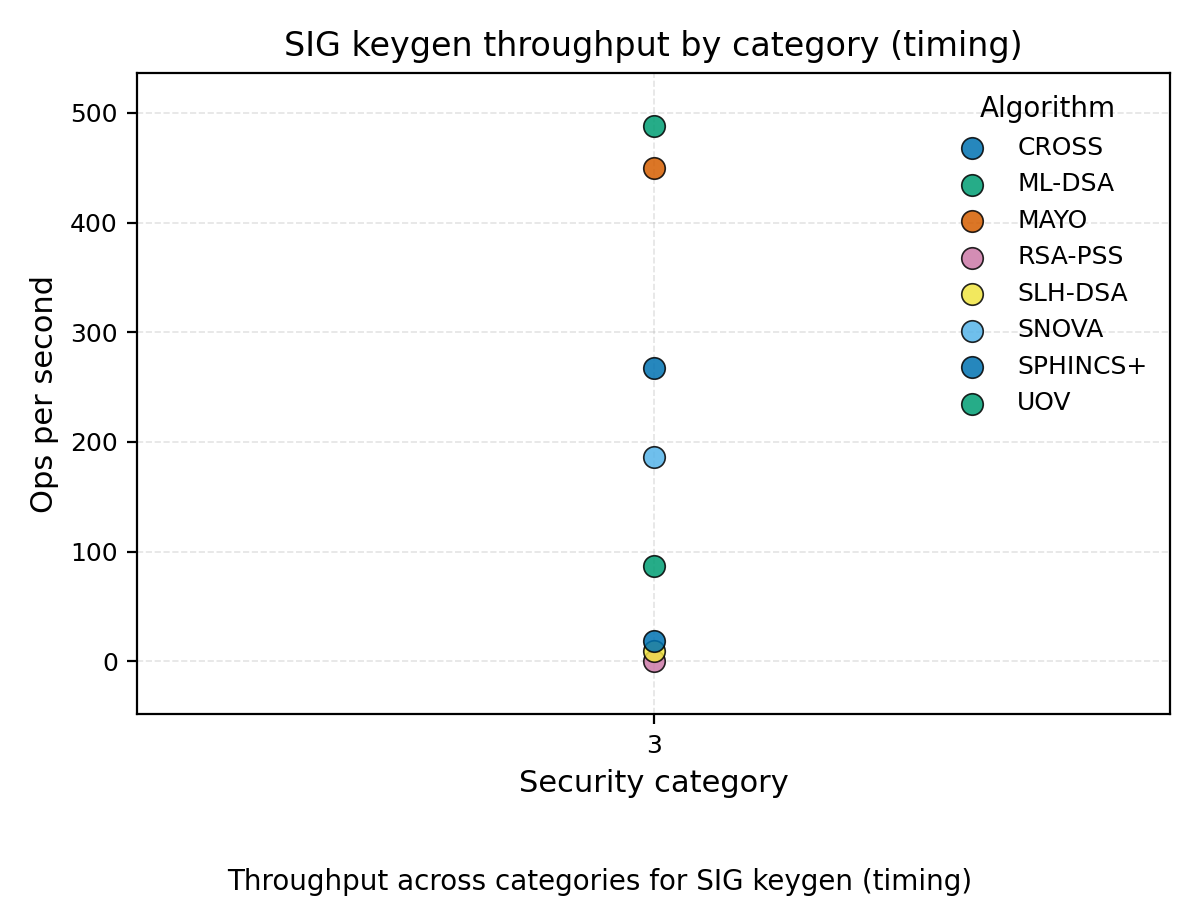 SIG keygen throughput by category (timing)
Ops per second
500
400
300
200
100
0
Algorithm
CROSS
ML-DSA
MAYO
RSA-PSS
SLH-DSA
SNOVA
SPHINCS+
UOV
3
Security category
Throughput across categories for SIG keygen (timing)